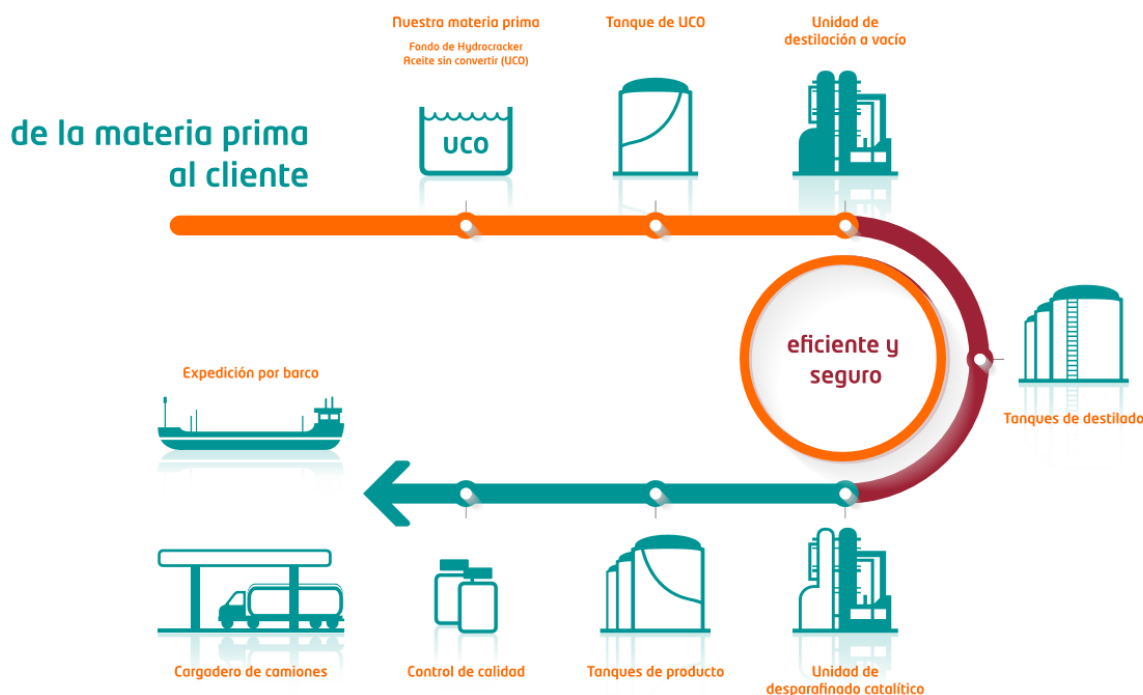 Nuestra materia prima
Fondo de Hydrocracker
Aceite sin convertir (UCO)
Tanque de UCO
Unidad de
destilación a vacío
de la materia prima
al cliente
UCO
eficiente y
seguro
Tanques de destilado
Expedición por barco
Cargadero de camiones
Control de calidad
Tanques de producto
Unidad de
desparafinado catalítico